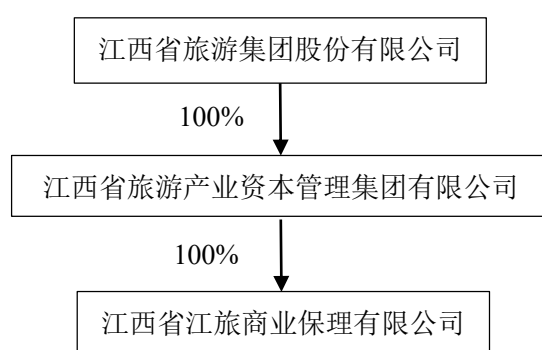 江西省旅游集团股份有限公司
100%
江西省旅游产业资本管理集团有限公司
100%
江西省江旅商业保理有限公司